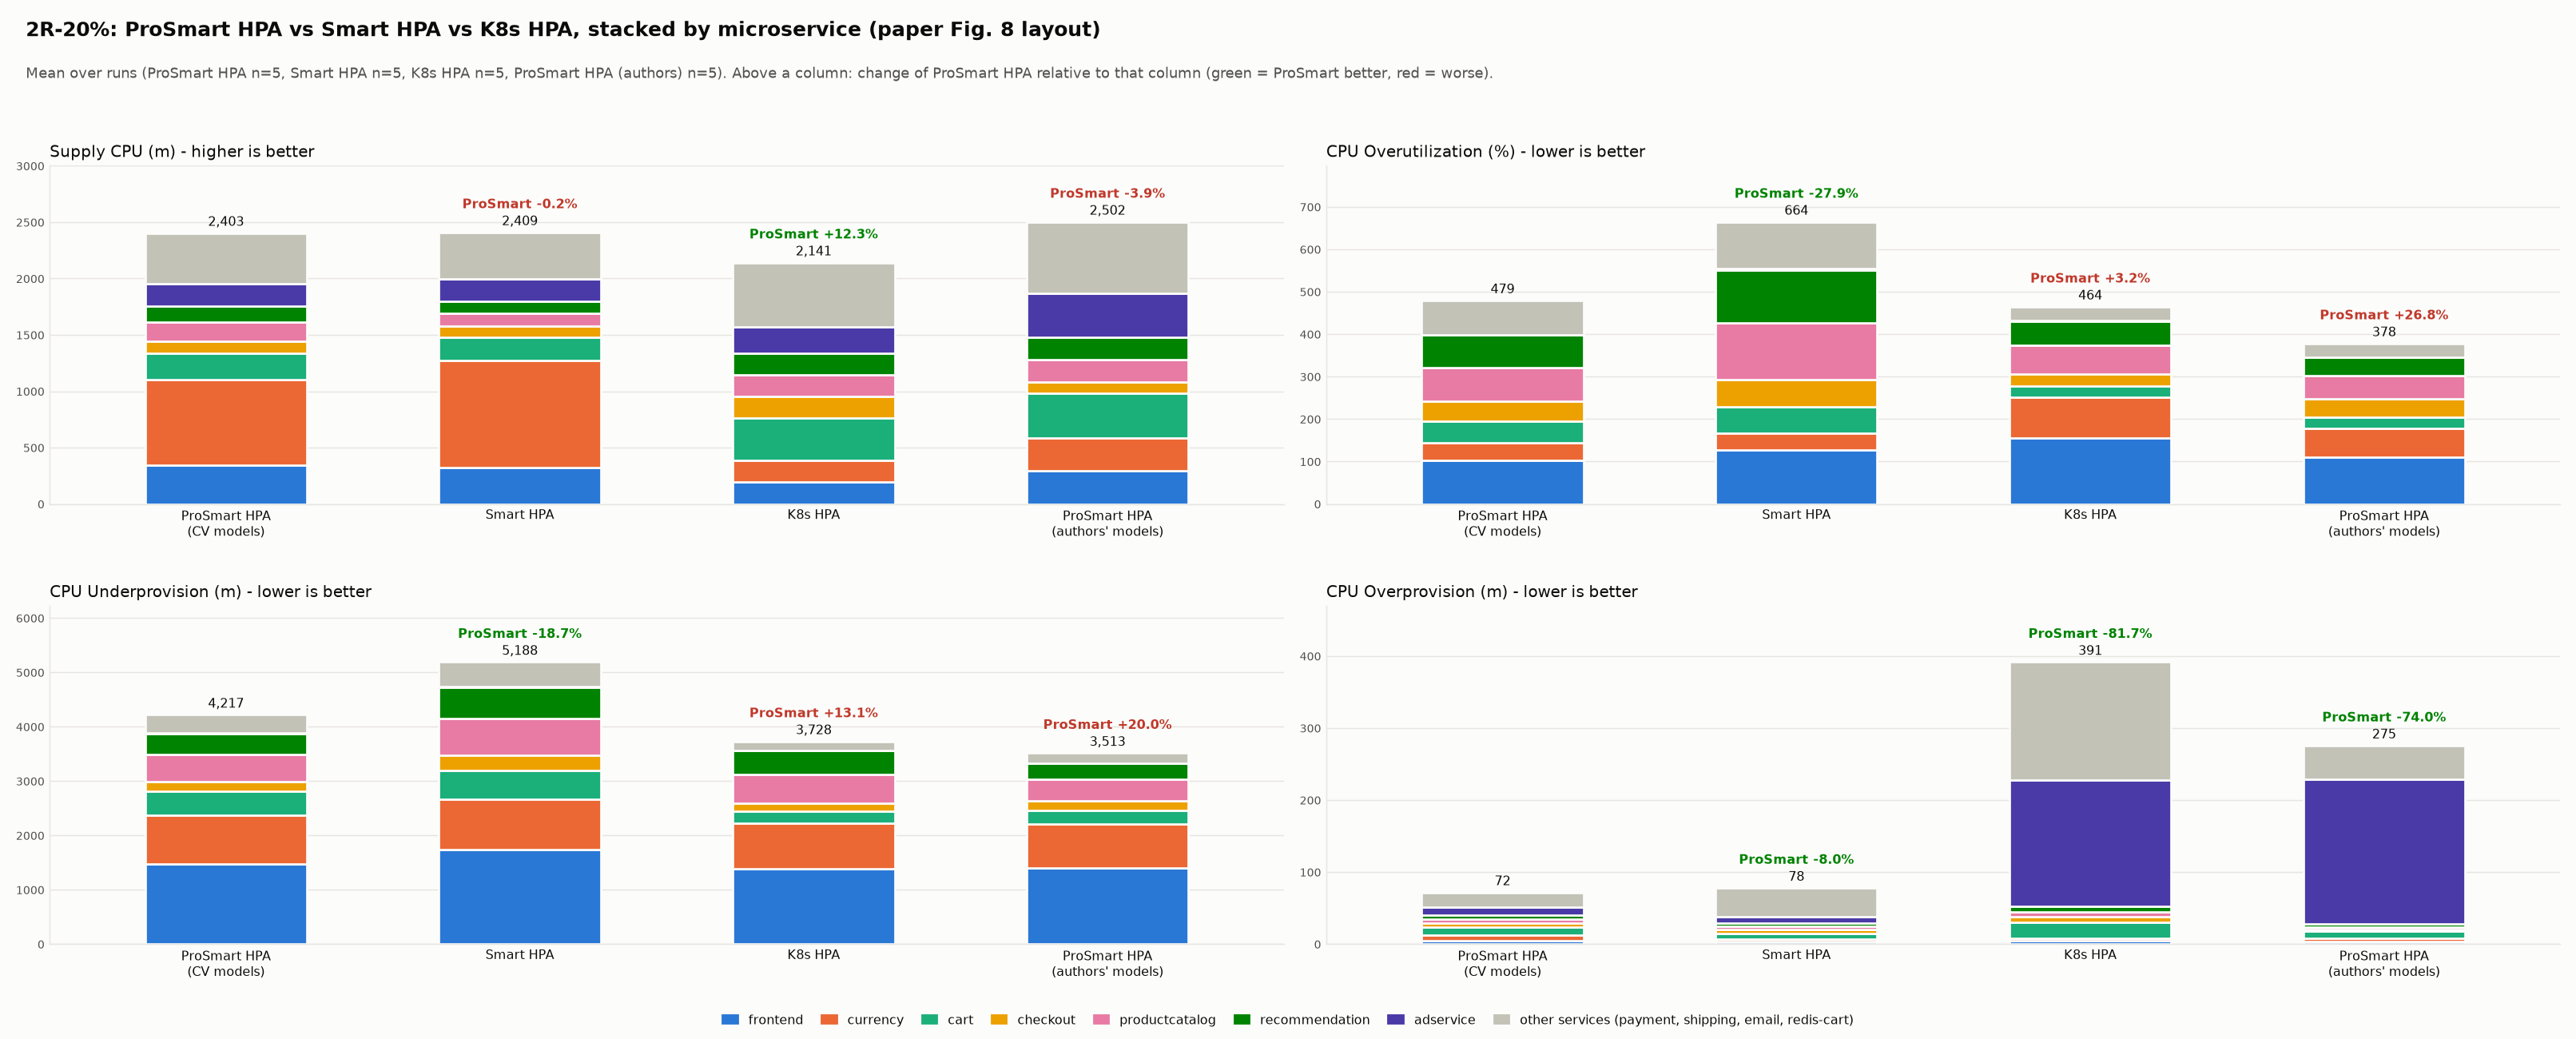 2R-20%: ProSmart HPA vs Smart HPA vs K8s HPA, stacked by microservice (paper Fig. 8 layout)
Mean over runs (ProSmart HPA n=5, Smart HPA n=5, K8s HPA n=5, ProSmart HPA (authors) n=5). Above a column: change of ProSmart HPA relative to that column (green = ProSmart better, red = worse).
Supply CPU (m) - higher is better
3000
2500
2000
1500
1000
500
0
2,403
ProSmart -0.2%
2,409
ProSmart +12.3%
2,141
ProSmart -3.9%
2,502
ProSmart HPA
(CV models)
Smart HPA
K8s HPA
ProSmart HPA
(authors' models)
CPU Overutilization (%) - lower is better
700
600
500
400
300
200
100
0
479
ProSmart -27.9%
664
ProSmart +3.2%
464
ProSmart +26.8%
378
ProSmart HPA
(CV models)
Smart HPA
K8s HPA
ProSmart HPA
(authors' models)
CPU Underprovision (m) - lower is better
6000
5000
4000
3000
2000
1000
0
4,217
ProSmart -18.7%
5,188
ProSmart +13.1%
3,728
ProSmart +20.0%
3,513
ProSmart HPA
(CV models)
Smart HPA
K8s HPA
ProSmart HPA
(authors' models)
CPU Overprovision (m) - lower is better
400
300
200
100
0
72
ProSmart -8.0%
78
ProSmart -81.7%
391
ProSmart -74.0%
275
ProSmart HPA
(CV models)
Smart HPA
K8s HPA
ProSmart HPA
(authors' models)
frontend currency cart checkout productcatalog recommendation adservice other services (payment, shipping, email, redis-cart)